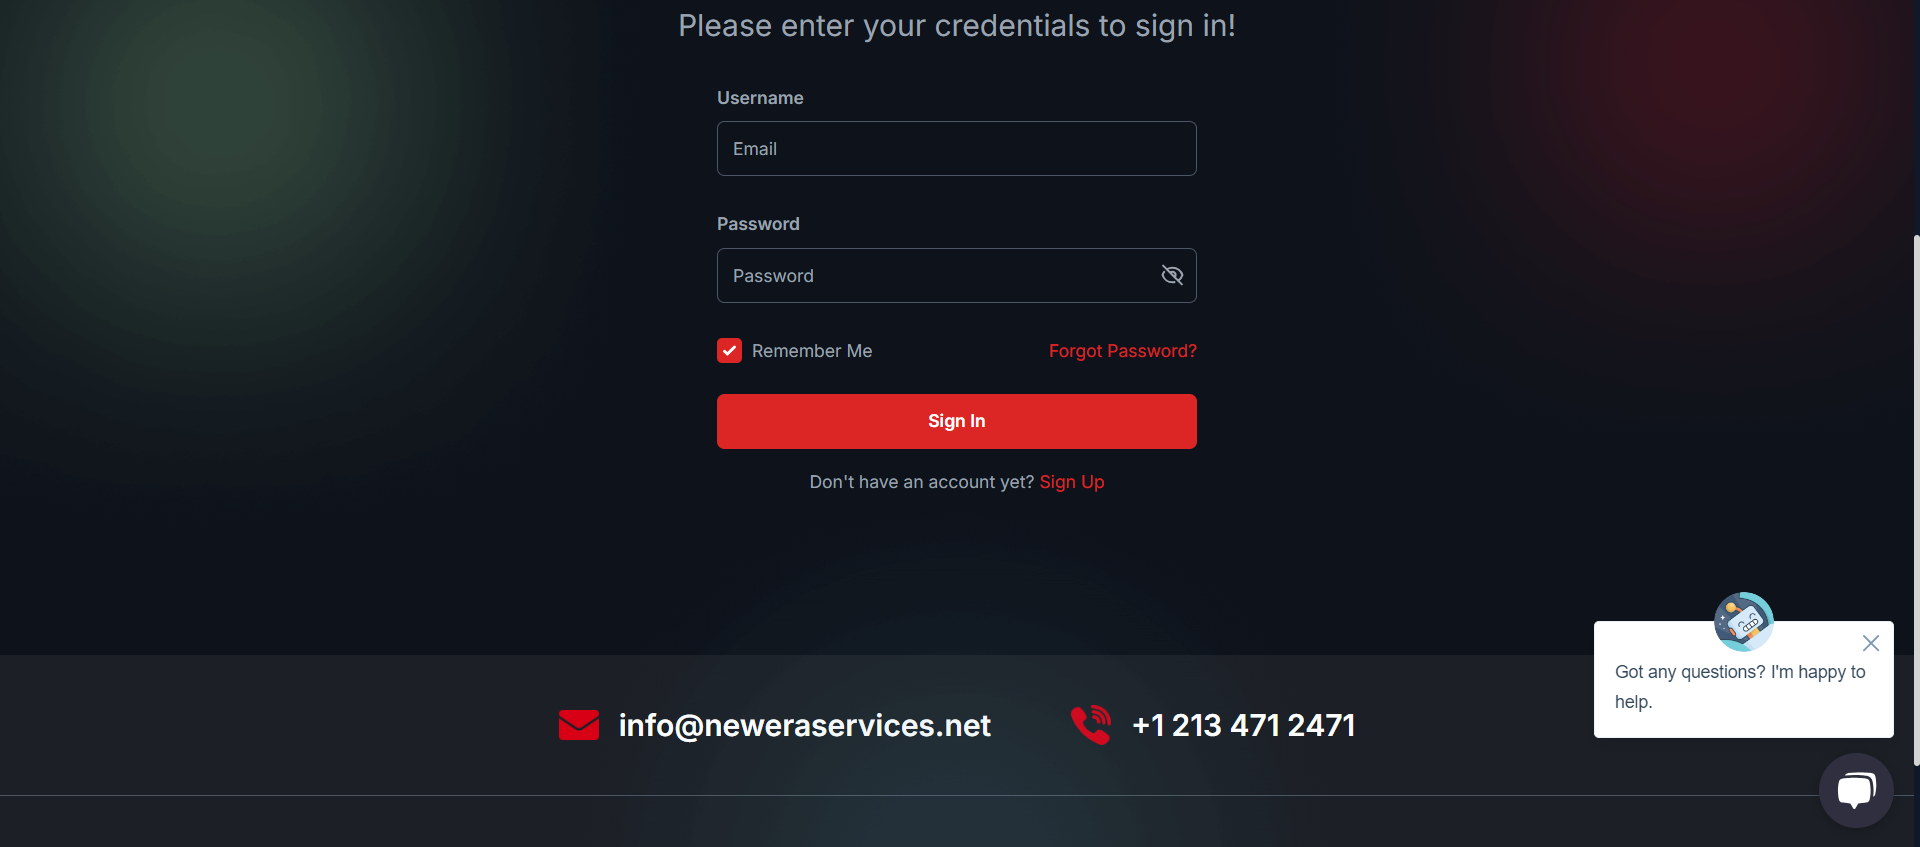 Please enter your credentials to sign in!
Username
Email
Password
Password
Remember Me
Forgot Password?
Sign In
Don't have an account yet? Sign Up
Got any questions? I'm happy to
help.
info@neweraservices.net
+1 213 471 2471